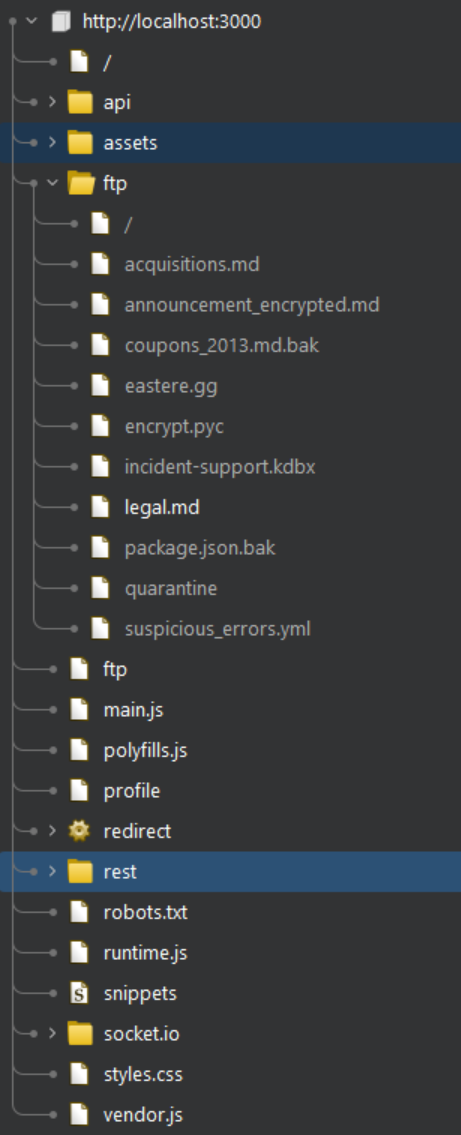 http://localhost:3000
/
api
assets
ftp
/
acquisitions.md
announcement_encrypted.md
coupons_2013.md.bak
eastere.gg
encrypt.pyc
incident-support.kdbx
legal.md
package.json.bak
quarantine
suspicious_errors.yml
ftp
main.js
polyfills.js
profile
redirect
rest
robots.txt
runtime.js
S snippets
socket.io
styles.css
vendor.js